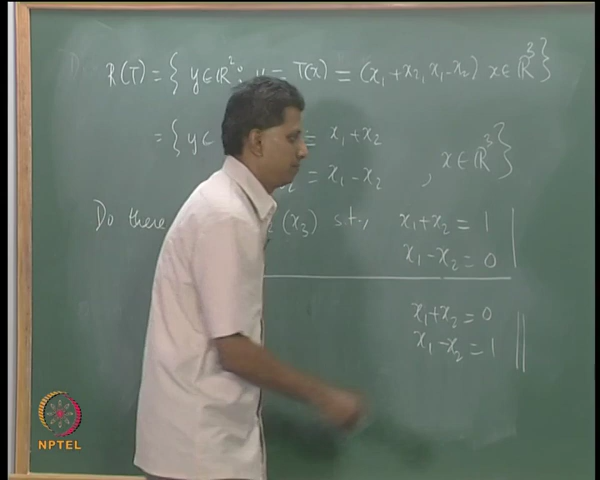 R(T) = { y ∈ ℝ²: y = T(x) = (x₁+x₂, x₁-x₂) x ∈ ℝ³ }
= { y ∈ = x₁+x₂
= x₁-x₂ , x ∈ ℝ³ }
Do there (x₃) s.t, x₁+x₂ = 1
x₁-x₂ = 0
x₁+x₂ = 0
x₁-x₂ = 1
NPTEL